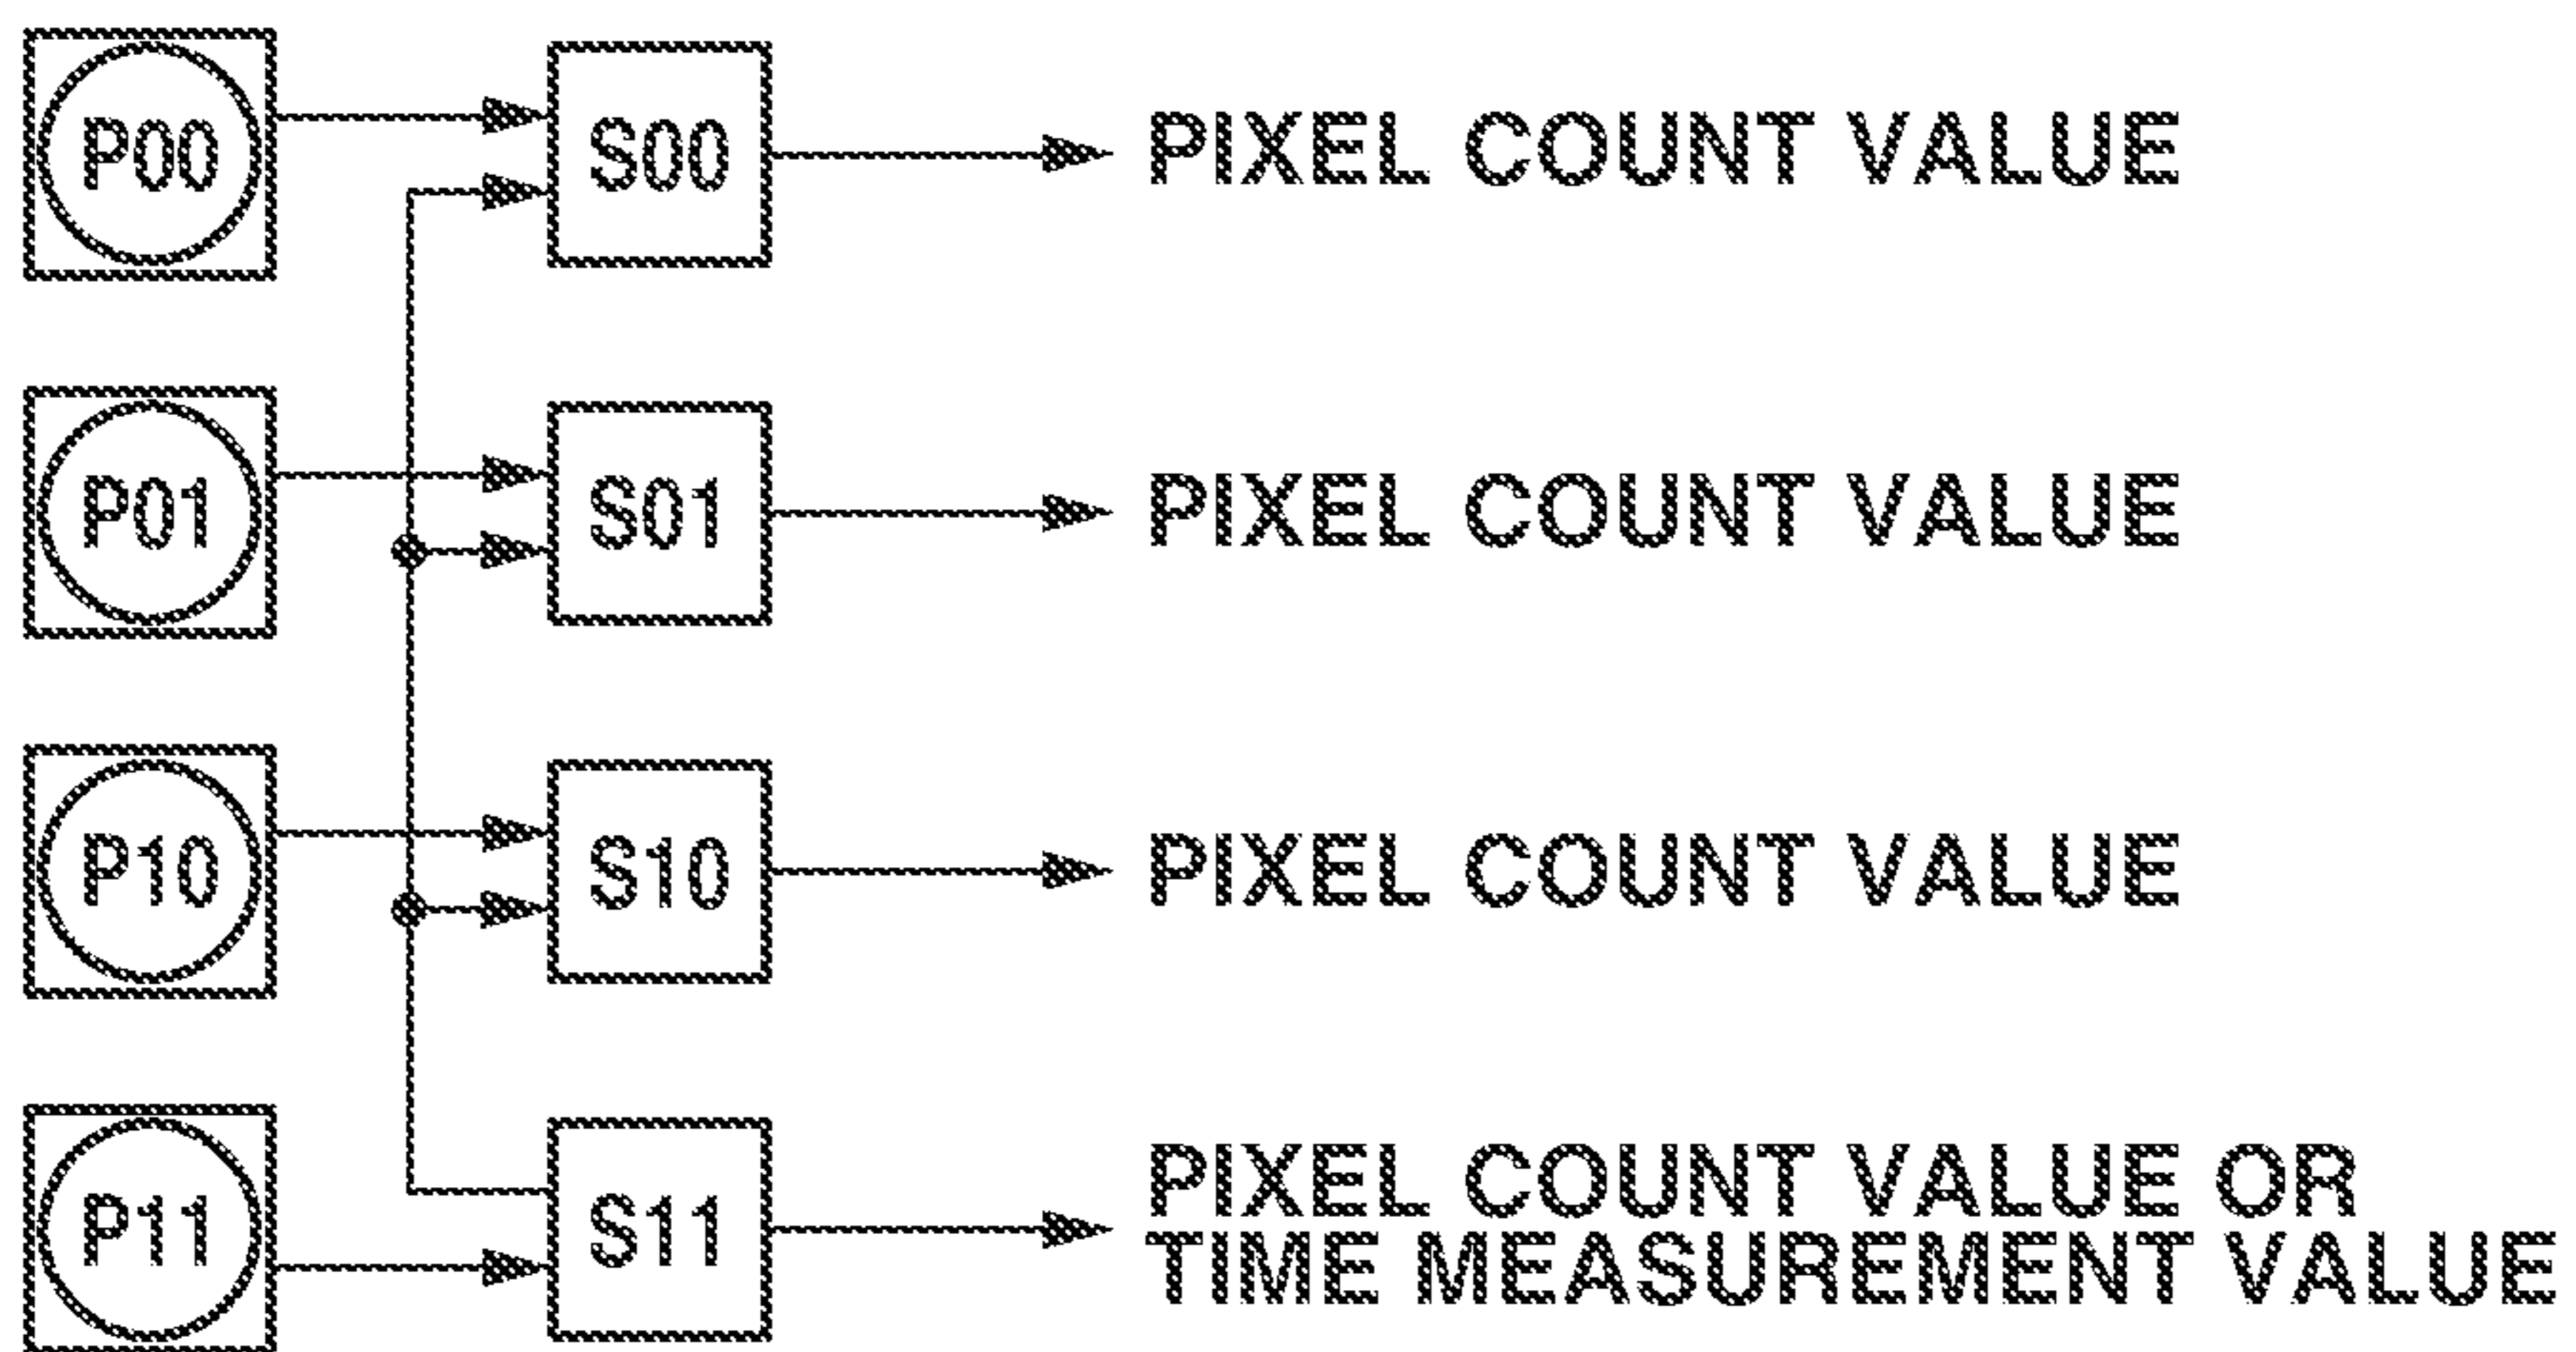 P00 S00 PIXEL COUNT VALUE
P01 S01 PIXEL COUNT VALUE
P10 S10 PIXEL COUNT VALUE
P11 S11 PIXEL COUNT VALUE OR
TIME MEASUREMENT VALUE